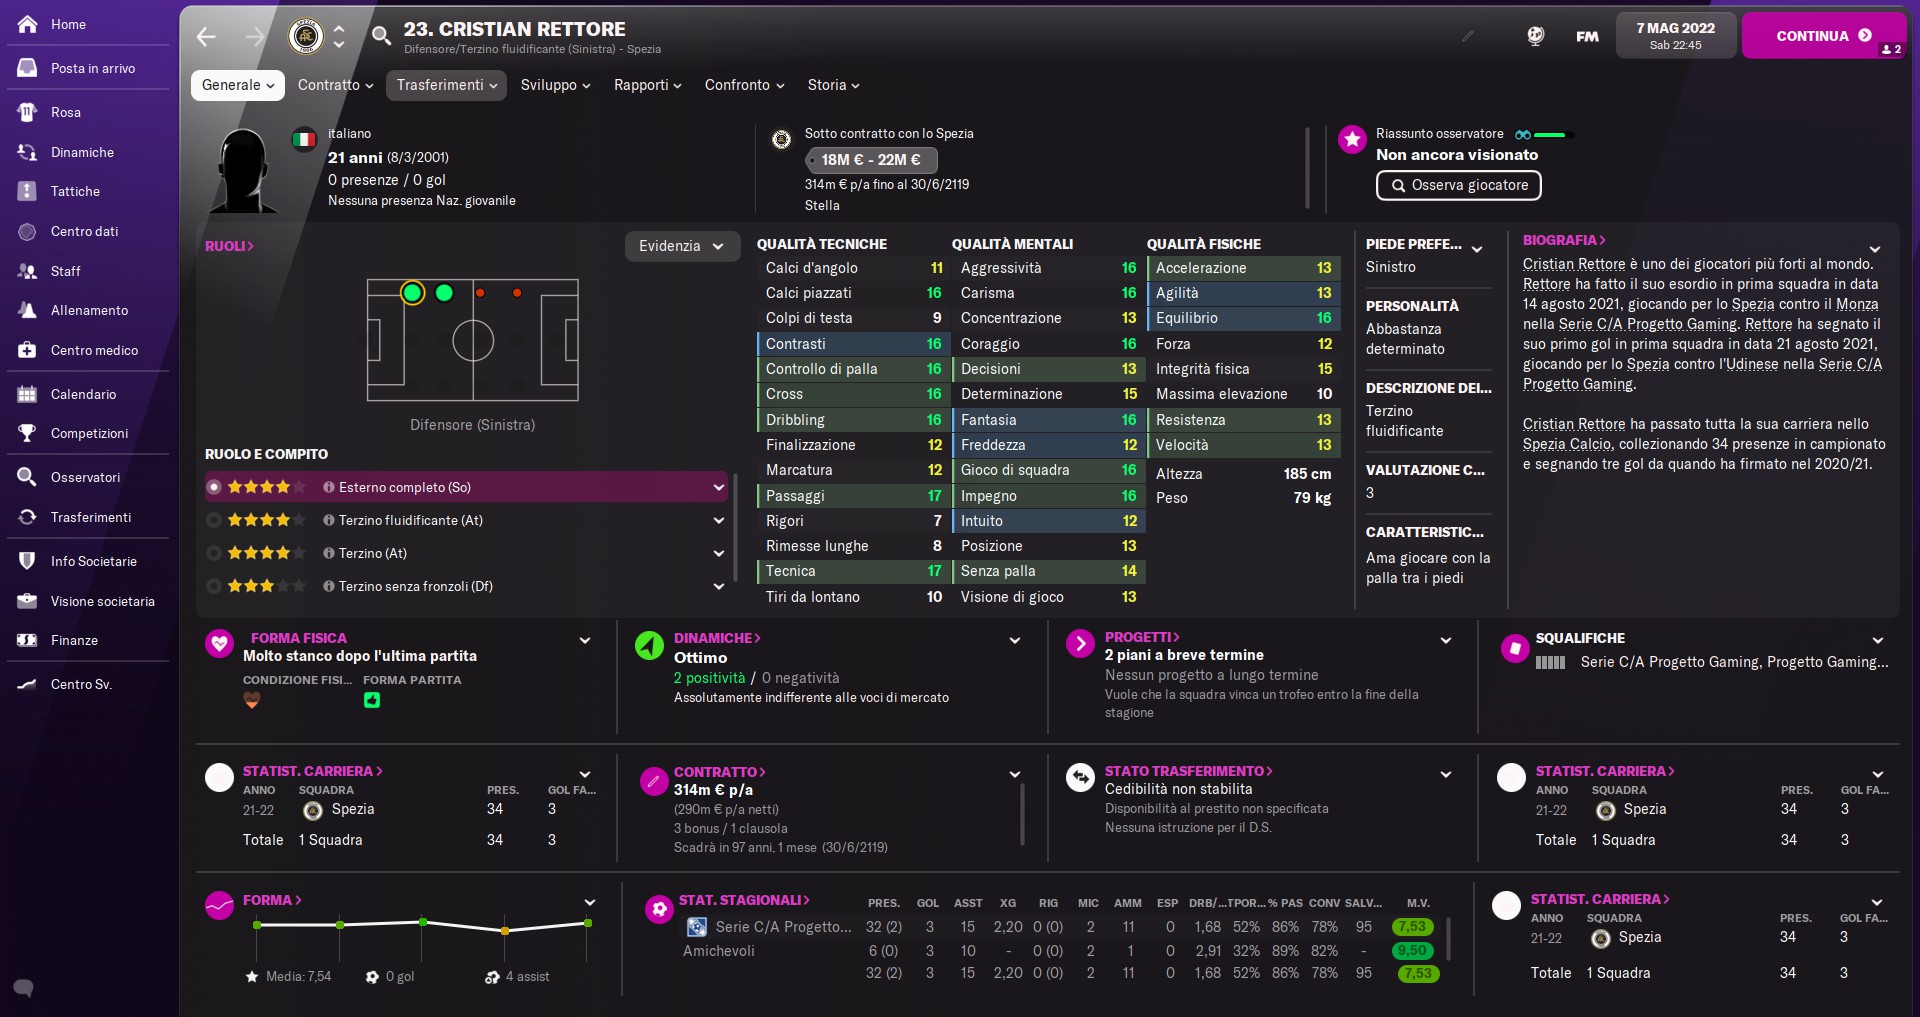 Home
Posta in arrivo
Rosa
Dinamiche
Tattiche
Centro dati
Staff
Allenamento
Centro medico
Calendario
Competizioni
Osservatori
Trasferimenti
Info Societarie
Visione societaria
Finanze
Centro Sv.
23. CRISTIAN RETTORE
Difensore/Terzino fluidificante (Sinistra) - Spezia
FM
7 MAG 2022
Sab 22:45
CONTINUA
2
Generale Contratto Trasferimenti Sviluppo Rapporti Confronto Storia
italiano
21 anni (8/3/2001)
0 presenze / 0 gol
Nessuna presenza Naz. giovanile
Sotto contratto con lo Spezia
18M € - 22M €
314m € p/a fino al 30/6/2119
Stella
Riassunto osservatore
Non ancora visionato
Osserva giocatore
RUOLI
Evidenzia
Difensore (Sinistra)
RUOLO E COMPITO
Esterno completo (So)
Terzino fluidificante (At)
Terzino (At)
Terzino senza fronzoli (Df)
QUALITÀ TECNICHE
Calci d'angolo 11
Calci piazzati 16
Colpi di testa 9
Contrasti 16
Controllo di palla 16
Cross 16
Dribbling 16
Finalizzazione 12
Marcatura 12
Passaggi 17
Rigori 7
Rimesse lunghe 8
Tecnica 17
Tiri da lontano 10
QUALITÀ MENTALI
Aggressività 16
Carisma 16
Concentrazione 13
Coraggio 16
Decisioni 13
Determinazione 15
Fantasia 16
Freddezza 12
Gioco di squadra 16
Impegno 16
Intuito 12
Posizione 13
Senza palla 14
Visione di gioco 13
QUALITÀ FISICHE
Accelerazione 13
Agilità 13
Equilibrio 16
Forza 12
Integrità fisica 15
Massima elevazione 10
Resistenza 13
Velocità 13
Altezza 185 cm
Peso 79 kg
PIEDE PREFE...
Sinistro
PERSONALITÀ
Abbastanza
determinato
DESCRIZIONE DEI...
Terzino
fluidificante
VALUTAZIONE C...
3
CARATTERISTIC...
Ama giocare con la
palla tra i piedi
BIOGRAFIA
Cristian Rettore è uno dei giocatori più forti al mondo.
Rettore ha fatto il suo esordio in prima squadra in data
14 agosto 2021, giocando per lo Spezia contro il Monza
nella Serie C/A Progetto Gaming. Rettore ha segnato il
suo primo gol in prima squadra in data 21 agosto 2021,
giocando per lo Spezia contro l'Udinese nella Serie C/A
Progetto Gaming.
Cristian Rettore ha passato tutta la sua carriera nello
Spezia Calcio, collezionando 34 presenze in campionato
e segnando tre gol da quando ha firmato nel 2020/21.
FORMA FISICA
Molto stanco dopo l'ultima partita
CONDIZIONE FISI... FORMA PARTITA
DINAMICHE
Ottimo
2 positività / 0 negatività
Assolutamente indifferente alle voci di mercato
PROGETTI
2 piani a breve termine
Nessun progetto a lungo termine
Vuole che la squadra vinca un trofeo entro la fine della
stagione
SQUALIFICHE
Serie C/A Progetto Gaming, Progetto Gaming...
STATIST. CARRIERA
ANNO SQUADRA PRES. GOL FA...
21-22 Spezia 34 3
Totale 1 Squadra 34 3
CONTRATTO
314m € p/a
(290m € p/a netti)
3 bonus / 1 clausola
Scadrà in 97 anni, 1 mese (30/6/2119)
STATO TRASFERIMENTO
Cedibilità non stabilita
Disponibilità al prestito non specificata
Nessuna istruzione per il D.S.
STATIST. CARRIERA
ANNO SQUADRA PRES. GOL FA...
21-22 Spezia 34 3
Totale 1 Squadra 34 3
FORMA
Media: 7,54 0 gol 4 assist
STAT. STAGIONALI PRES. GOL ASST XG RIG MIC AMM ESP DRB/... TPOR... % PAS CONV SALV... M.V.
Serie C/A Progetto... 32 (2) 3 15 2,20 0 (0) 2 11 0 1,68 52% 86% 78% 95 7,53
Amichevoli 6 (0) 3 10 - 0 (0) 2 1 0 2,91 32% 89% 82% - 9,50
32 (2) 3 15 2,20 0 (0) 2 11 0 1,68 52% 86% 78% 95 7,53
STATIST. CARRIERA
ANNO SQUADRA PRES. GOL FA...
21-22 Spezia 34 3
Totale 1 Squadra 34 3